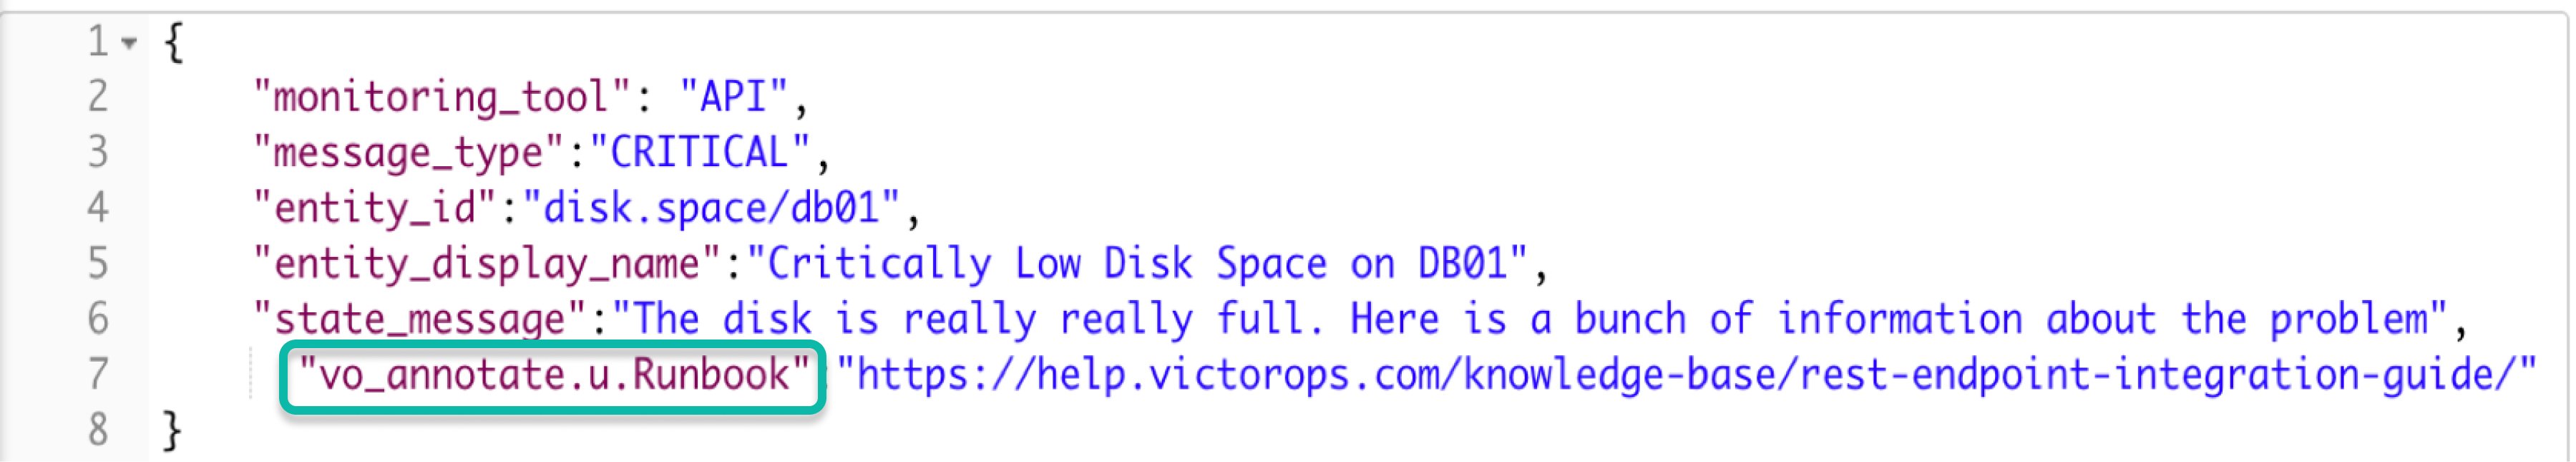 1 {
2 "monitoring_tool": "API",
3 "message_type":"CRITICAL",
4 "entity_id":"disk.space/db01",
5 "entity_display_name":"Critically Low Disk Space on DB01",
6 "state_message":"The disk is really really full. Here is a bunch of information about the problem",
7 "vo_annotate.u.Runbook" "https://help.victorops.com/knowledge-base/rest-endpoint-integration-guide/"
8 }